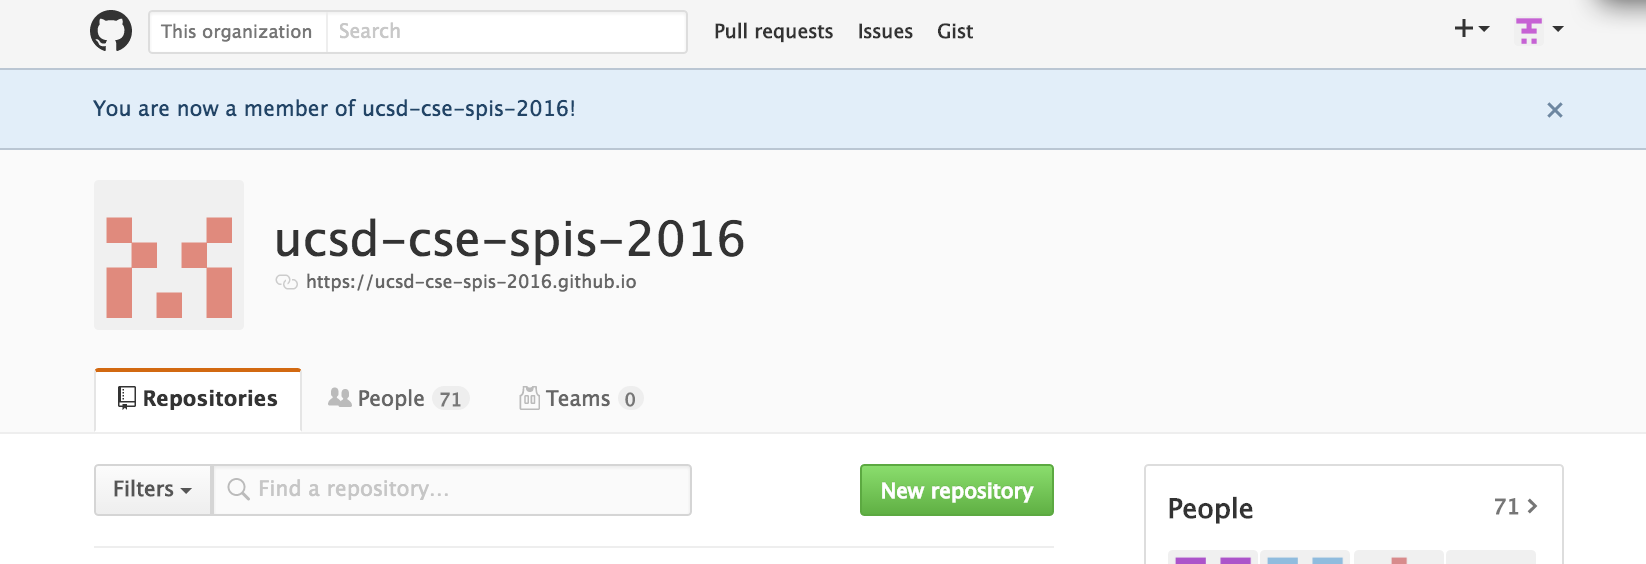 This organization Search Pull requests Issues Gist
You are now a member of ucsd-cse-spis-2016!
ucsd-cse-spis-2016
https://ucsd-cse-spis-2016.github.io
Repositories People 71 Teams 0
Filters Find a repository... New repository
People 71